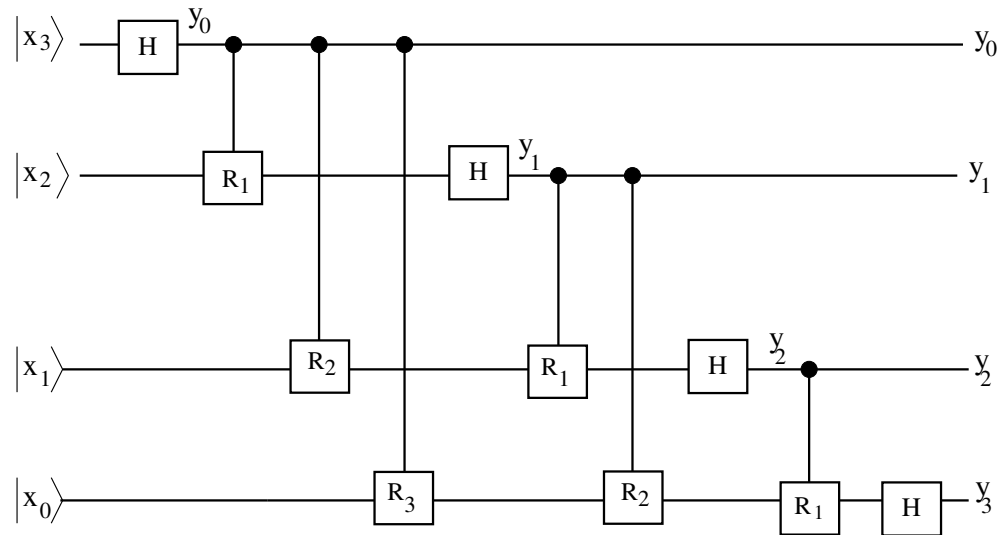 |x₃⟩ H y₀ y₀
|x₂⟩ R₁ H y₁ y₁
|x₁⟩ R₂ R₁ H y₂ y₂
|x₀⟩ R₃ R₂ R₁ H y₃